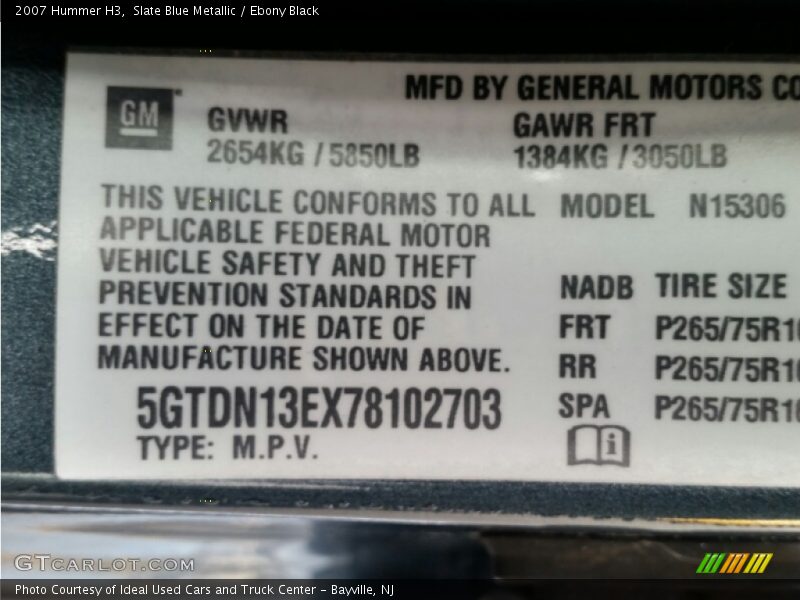 2007 Hummer H3, Slate Blue Metallic / Ebony Black
MFD BY GENERAL MOTORS CO
GM
GVWR GAWR FRT
2654KG / 5850LB 1384KG / 3050LB
THIS VEHICLE CONFORMS TO ALL MODEL N15306
APPLICABLE FEDERAL MOTOR
VEHICLE SAFETY AND THEFT
PREVENTION STANDARDS IN
EFFECT ON THE DATE OF
MANUFACTURE SHOWN ABOVE.
5GTDN13EX78102703
TYPE: M.P.V.
NADB TIRE SIZE
FRT P265/75R16
RR P265/75R16
SPA P265/75R16
i
GTCARLOT.COM
Photo Courtesy of Ideal Used Cars and Truck Center - Bayville, NJ